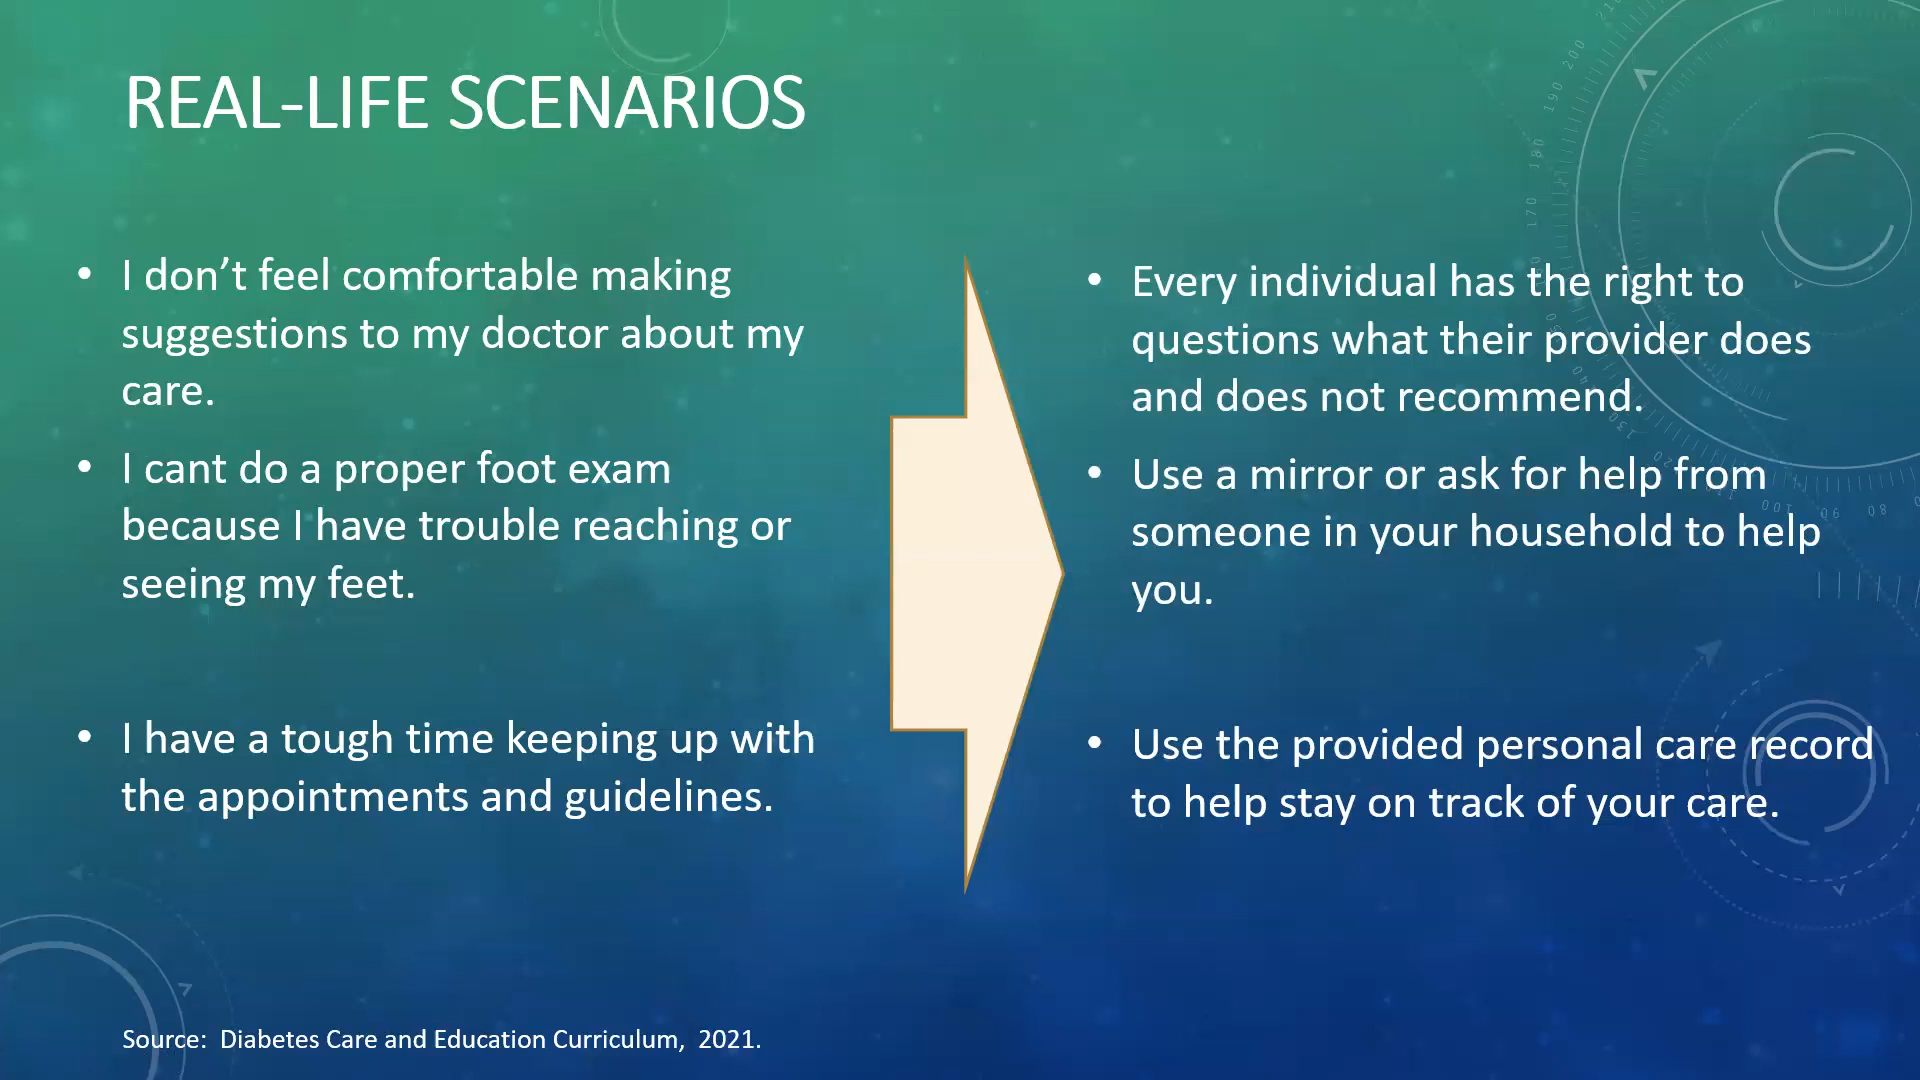 REAL-LIFE SCENARIOS
• I don’t feel comfortable making
suggestions to my doctor about my
care.
• I cant do a proper foot exam
because I have trouble reaching or
seeing my feet.
• I have a tough time keeping up with
the appointments and guidelines.
• Every individual has the right to
questions what their provider does
and does not recommend.
• Use a mirror or ask for help from
someone in your household to help
you.
• Use the provided personal care record
to help stay on track of your care.
Source:  Diabetes Care and Education Curriculum,  2021.